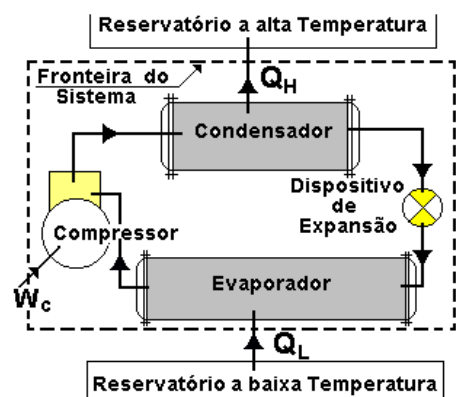 Reservatório a alta Temperatura
Fronteira do
Sistema
QH
Condensador
Dispositivo
de
Expansão
Compressor
Wc
Evaporador
QL
Reservatório a baixa Temperatura